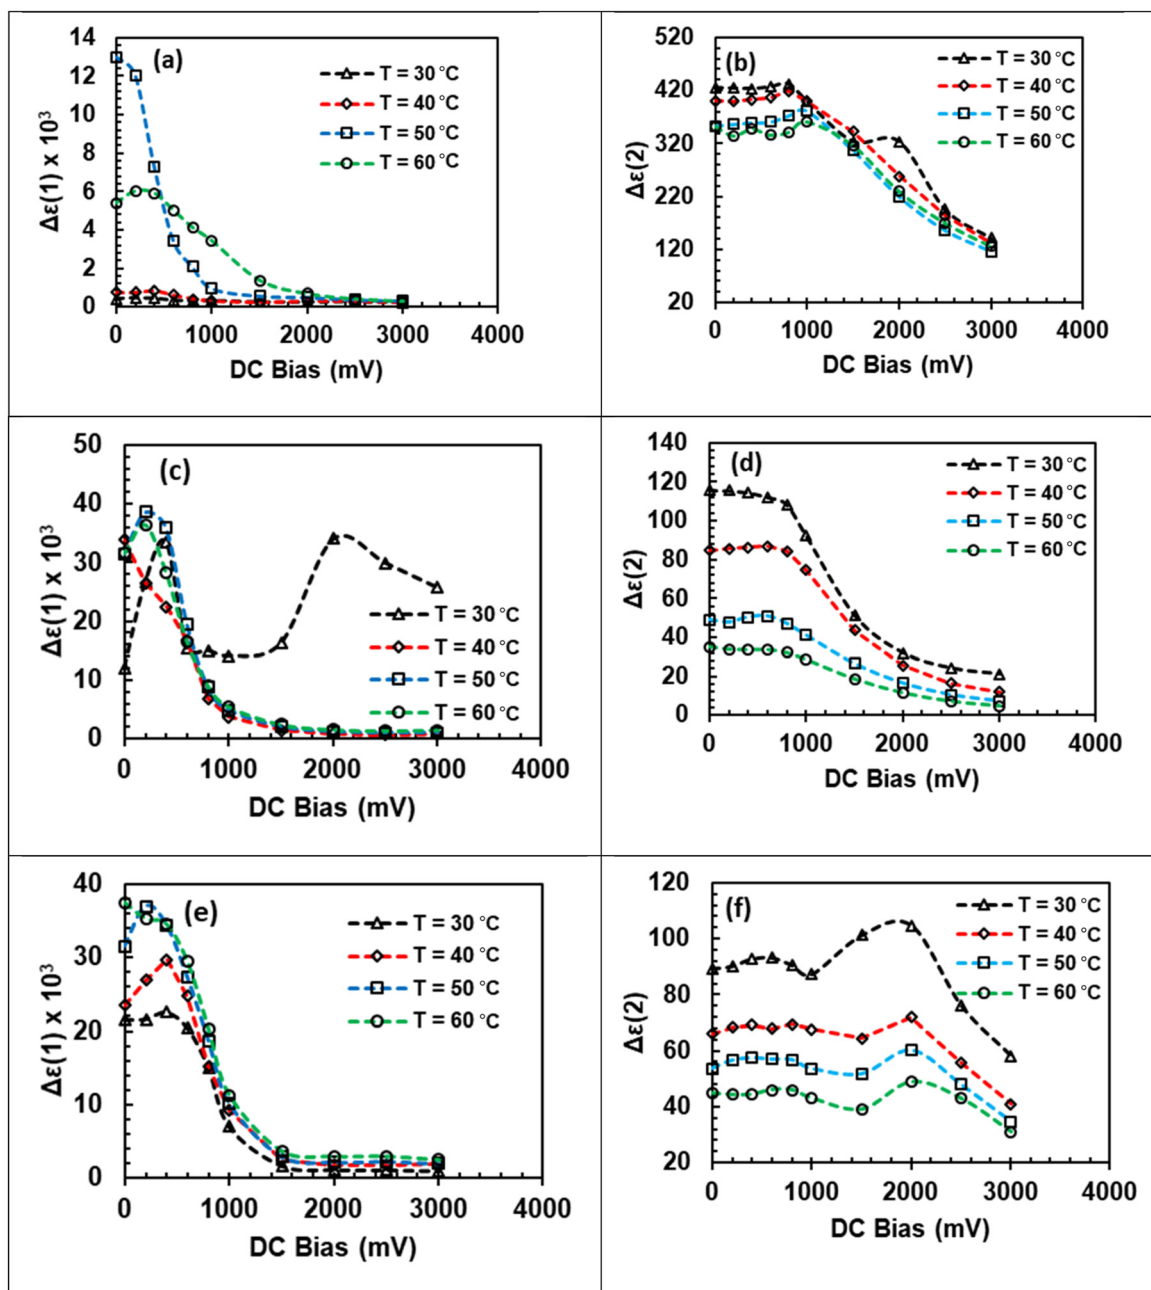 (a)
14
12
10
8
6
4
2
0
Δε(1) x 10³
T = 30 °C
T = 40 °C
T = 50 °C
T = 60 °C
0 1000 2000 3000 4000
DC Bias (mV)
(b)
520
420
320
220
120
20
Δε(2)
T = 30 °C
T = 40 °C
T = 50 °C
T = 60 °C
0 1000 2000 3000 4000
DC Bias (mV)
(c)
50
40
30
20
10
0
Δε(1) x 10³
T = 30 °C
T = 40 °C
T = 50 °C
T = 60 °C
0 1000 2000 3000 4000
DC Bias (mV)
(d)
140
120
100
80
60
40
20
0
Δε(2)
T = 30 °C
T = 40 °C
T = 50 °C
T = 60 °C
0 1000 2000 3000 4000
DC Bias (mV)
(e)
40
30
20
10
0
Δε(1) x 10³
T = 30 °C
T = 40 °C
T = 50 °C
T = 60 °C
0 1000 2000 3000 4000
DC Bias (mV)
(f)
120
100
80
60
40
20
Δε(2)
T = 30 °C
T = 40 °C
T = 50 °C
T = 60 °C
0 1000 2000 3000 4000
DC Bias (mV)